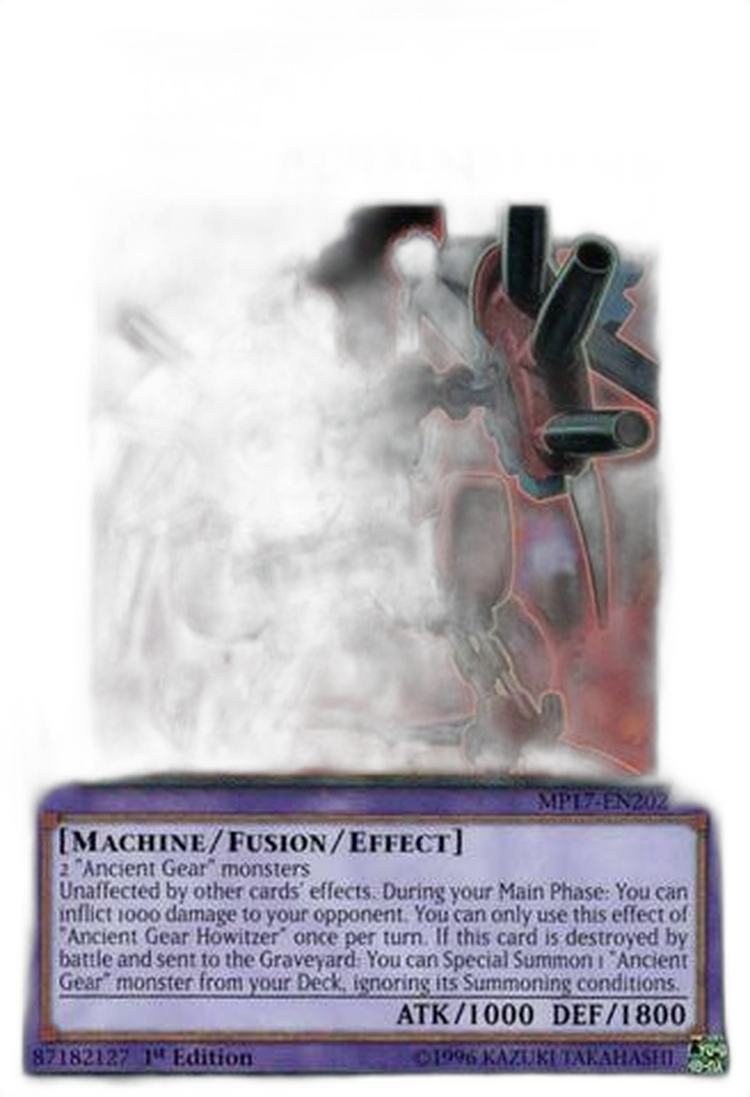 MP17-EN202
[MACHINE/FUSION/EFFECT]
2 "Ancient Gear" monsters
Unaffected by other cards' effects. During your Main Phase: You can
inflict 1000 damage to your opponent. You can only use this effect of
"Ancient Gear Howitzer" once per turn. If this card is destroyed by
battle and sent to the Graveyard: You can Special Summon 1 "Ancient
Gear" monster from your Deck, ignoring its Summoning conditions.
ATK/1000 DEF/1800
87182127 1st Edition ©1996 KAZUKI TAKAHASHI